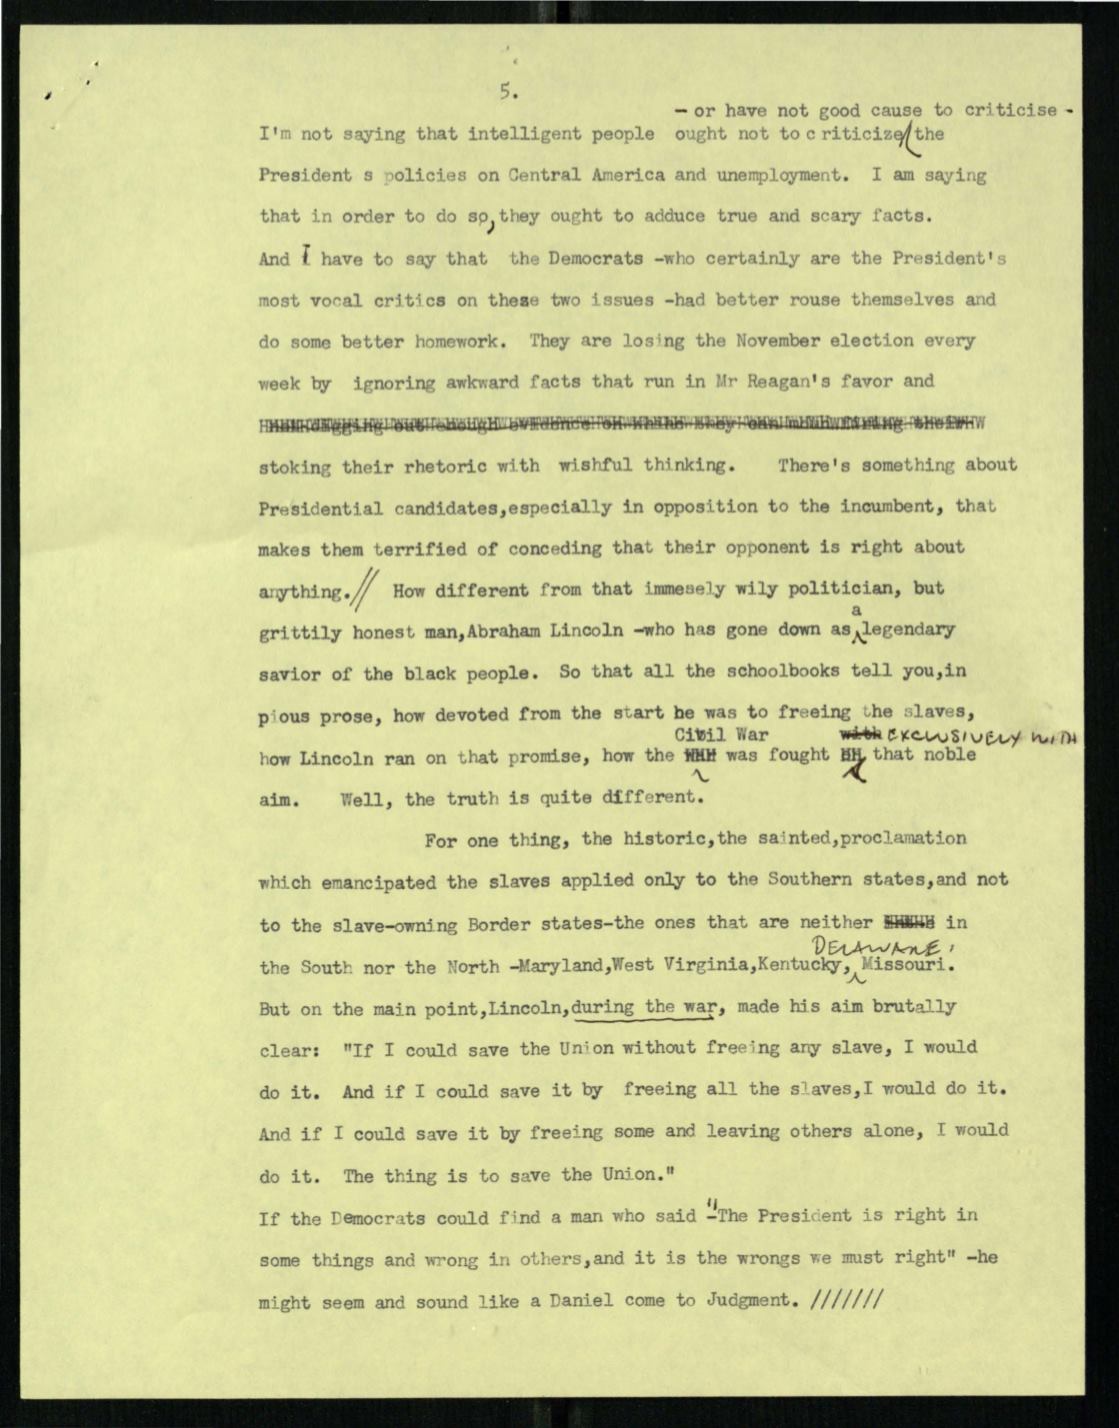 5.
- or have not good cause to criticise -
I'm not saying that intelligent people ought not to c riticize/the
President s policies on Central America and unemployment. I am saying
that in order to do so, they ought to adduce true and scary facts.
And I have to say that the Democrats -who certainly are the President's
most vocal critics on these two issues -had better rouse themselves and
do some better homework. They are losing the November election every
week by ignoring awkward facts that run in Mr Reagan's favor and
stoking their rhetoric with wishful thinking. There's something about
Presidential candidates,especially in opposition to the incumbent, that
makes them terrified of conceding that their opponent is right about
anything.// How different from that immesely wily politician, but
a
grittily honest man,Abraham Lincoln -who has gone down as legendary
savior of the black people. So that all the schoolbooks tell you,in
pious prose, how devoted from the start he was to freeing the slaves,
Civil War with EXCLUSIVELY WITH
how Lincoln ran on that promise, how the was fought that noble
aim. Well, the truth is quite different.
For one thing, the historic,the sainted,proclamation
which emancipated the slaves applied only to the Southern states,and not
to the slave-owning Border states-the ones that are neither in
DELAWARE,
the South nor the North -Maryland,West Virginia,Kentucky, Missouri.
But on the main point,Lincoln,during the war, made his aim brutally
clear: "If I could save the Union without freeing any slave, I would
do it. And if I could save it by freeing all the slaves,I would do it.
And if I could save it by freeing some and leaving others alone, I would
do it. The thing is to save the Union."
If the Democrats could find a man who said "-The President is right in
some things and wrong in others,and it is the wrongs we must right" -he
might seem and sound like a Daniel come to Judgment. ///////